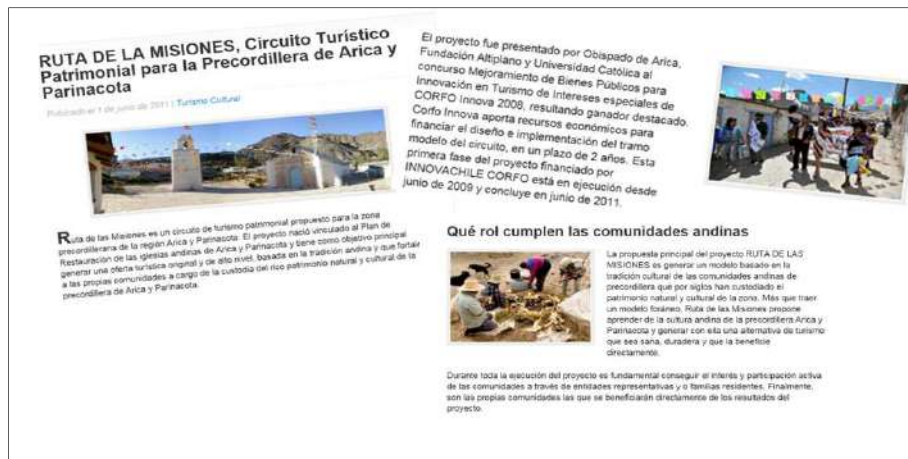 RUTA DE LA MISIONES, Circuito Turístico
Patrimonial para la Precordillera de Arica y
Parinacota
Publicado el 1 de junio de 2011 | Turismo Cultural
Ruta de las Misiones es un circuito de turismo patrimonial propuesto para la zona
precordillerana de la región Arica y Parinacota. El proyecto nació vinculado al Plan de
Restauración de las iglesias andinas de Arica y Parinacota y tiene como objetivo principal
generar una oferta turística original y de alto nivel, basada en la tradición andina y que fortalr
a las propias comunidades a cargo de la custodia del rico patrimonio natural y cultural de la
precordillera de Arica y Parinacota.
El proyecto fue presentado por Obispado de Arica,
Fundación Altiplano y Universidad Católica al
concurso Mejoramiento de Bienes Públicos para
Innovación en Turismo de Intereses especiales de
CORFO Innova 2008, resultando ganador destacado.
Corfo Innova aporta recursos económicos para
financiar el diseño e implementación del tramo
modelo del circuito, en un plazo de 2 años. Esta
primera fase del proyecto financiado por
INNOVACHILE CORFO está en ejecución desde
junio de 2009 y concluye en junio de 2011.
Qué rol cumplen las comunidades andinas
La propuesta principal del proyecto RUTA DE LAS
MISIONES es generar un modelo basado en la
tradición cultural de las comunidades andinas de
precordillera que por siglos han custodiado el
patrimonio natural y cultural de la zona. Más que traer
un modelo foráneo, Ruta de las Misiones propone
aprender de la cultura andina de la precordillera Arica y
Parinacota y generar con ella una alternativa de turismo
que sea sana, duradera y que la beneficie
directamente.
Durante toda la ejecución del proyecto es fundamental conseguir el interés y participación activa
de las comunidades a través de entidades representativas y o familias residentes. Finalmente,
son las propias comunidades las que se beneficiarán directamente de los resultados del
proyecto.